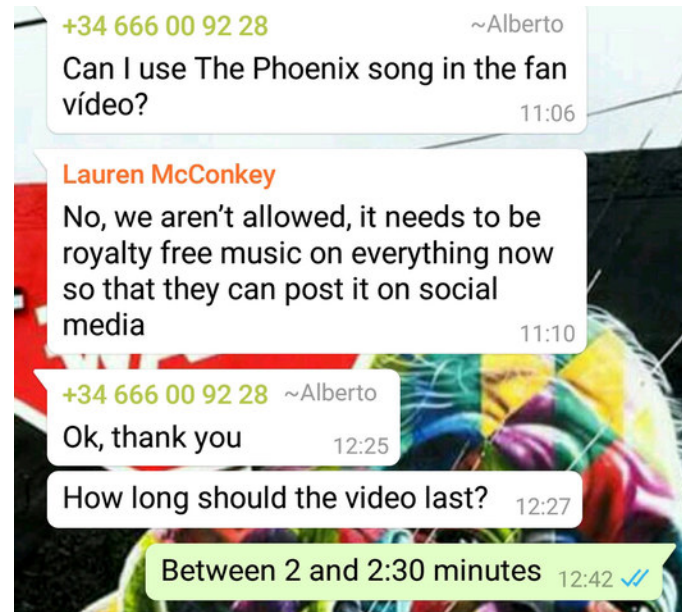 +34 666 00 92 28 ~Alberto
Can I use The Phoenix song in the fan
vídeo?
11:06
Lauren McConkey
No, we aren’t allowed, it needs to be
royalty free music on everything now
so that they can post it on social
media
11:10
+34 666 00 92 28 ~Alberto
Ok, thank you
12:25
How long should the video last? 12:27
Between 2 and 2:30 minutes 12:42